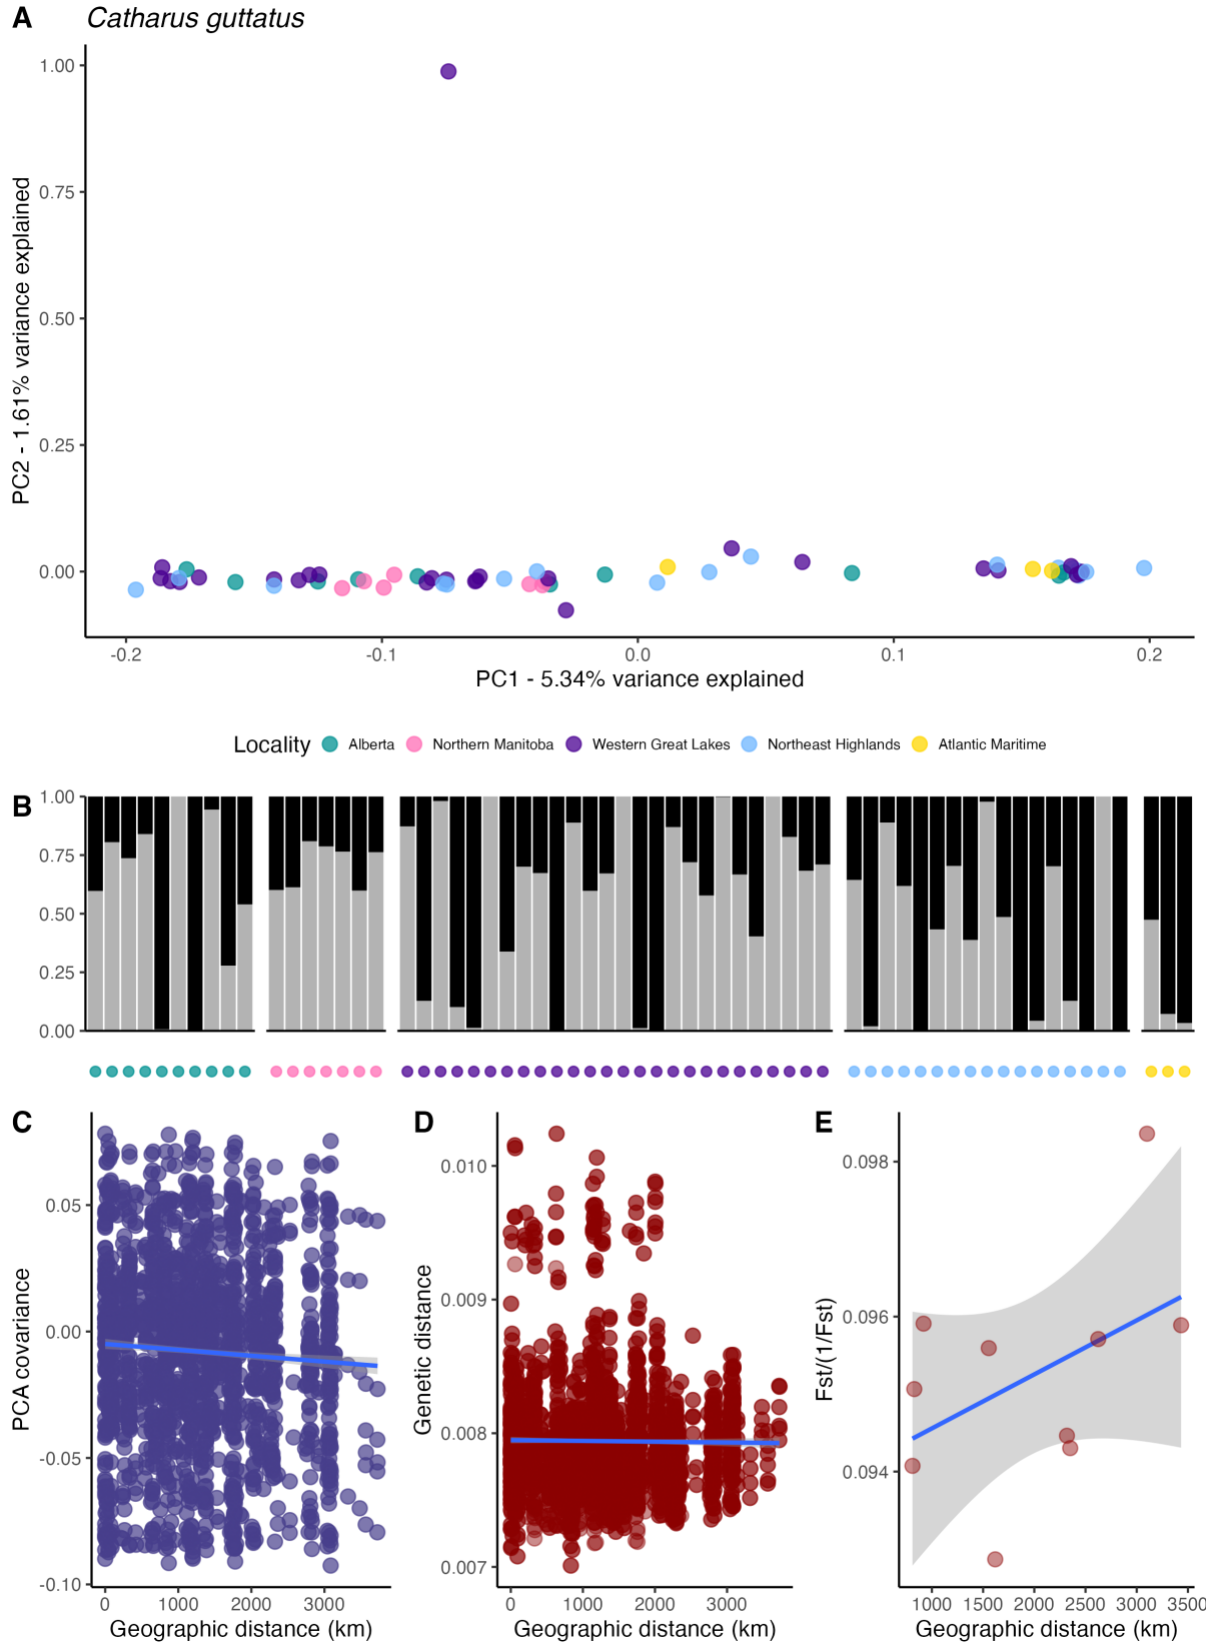 A Catharus guttatus
1.00
0.75
0.50
0.25
0.00
PC2 - 1.61% variance explained
-0.2 -0.1 0.0 0.1 0.2
PC1 - 5.34% variance explained
Locality Alberta Northern Manitoba Western Great Lakes Northeast Highlands Atlantic Maritime
B
1.00
0.75
0.50
0.25
0.00
C
0.05
0.00
-0.05
-0.10
PCA covariance
0 1000 2000 3000
Geographic distance (km)
D
0.010
0.009
0.008
0.007
Genetic distance
0 1000 2000 3000
Geographic distance (km)
E
0.098
0.096
0.094
Fst/(1/Fst)
1000 1500 2000 2500 3000 3500
Geographic distance (km)